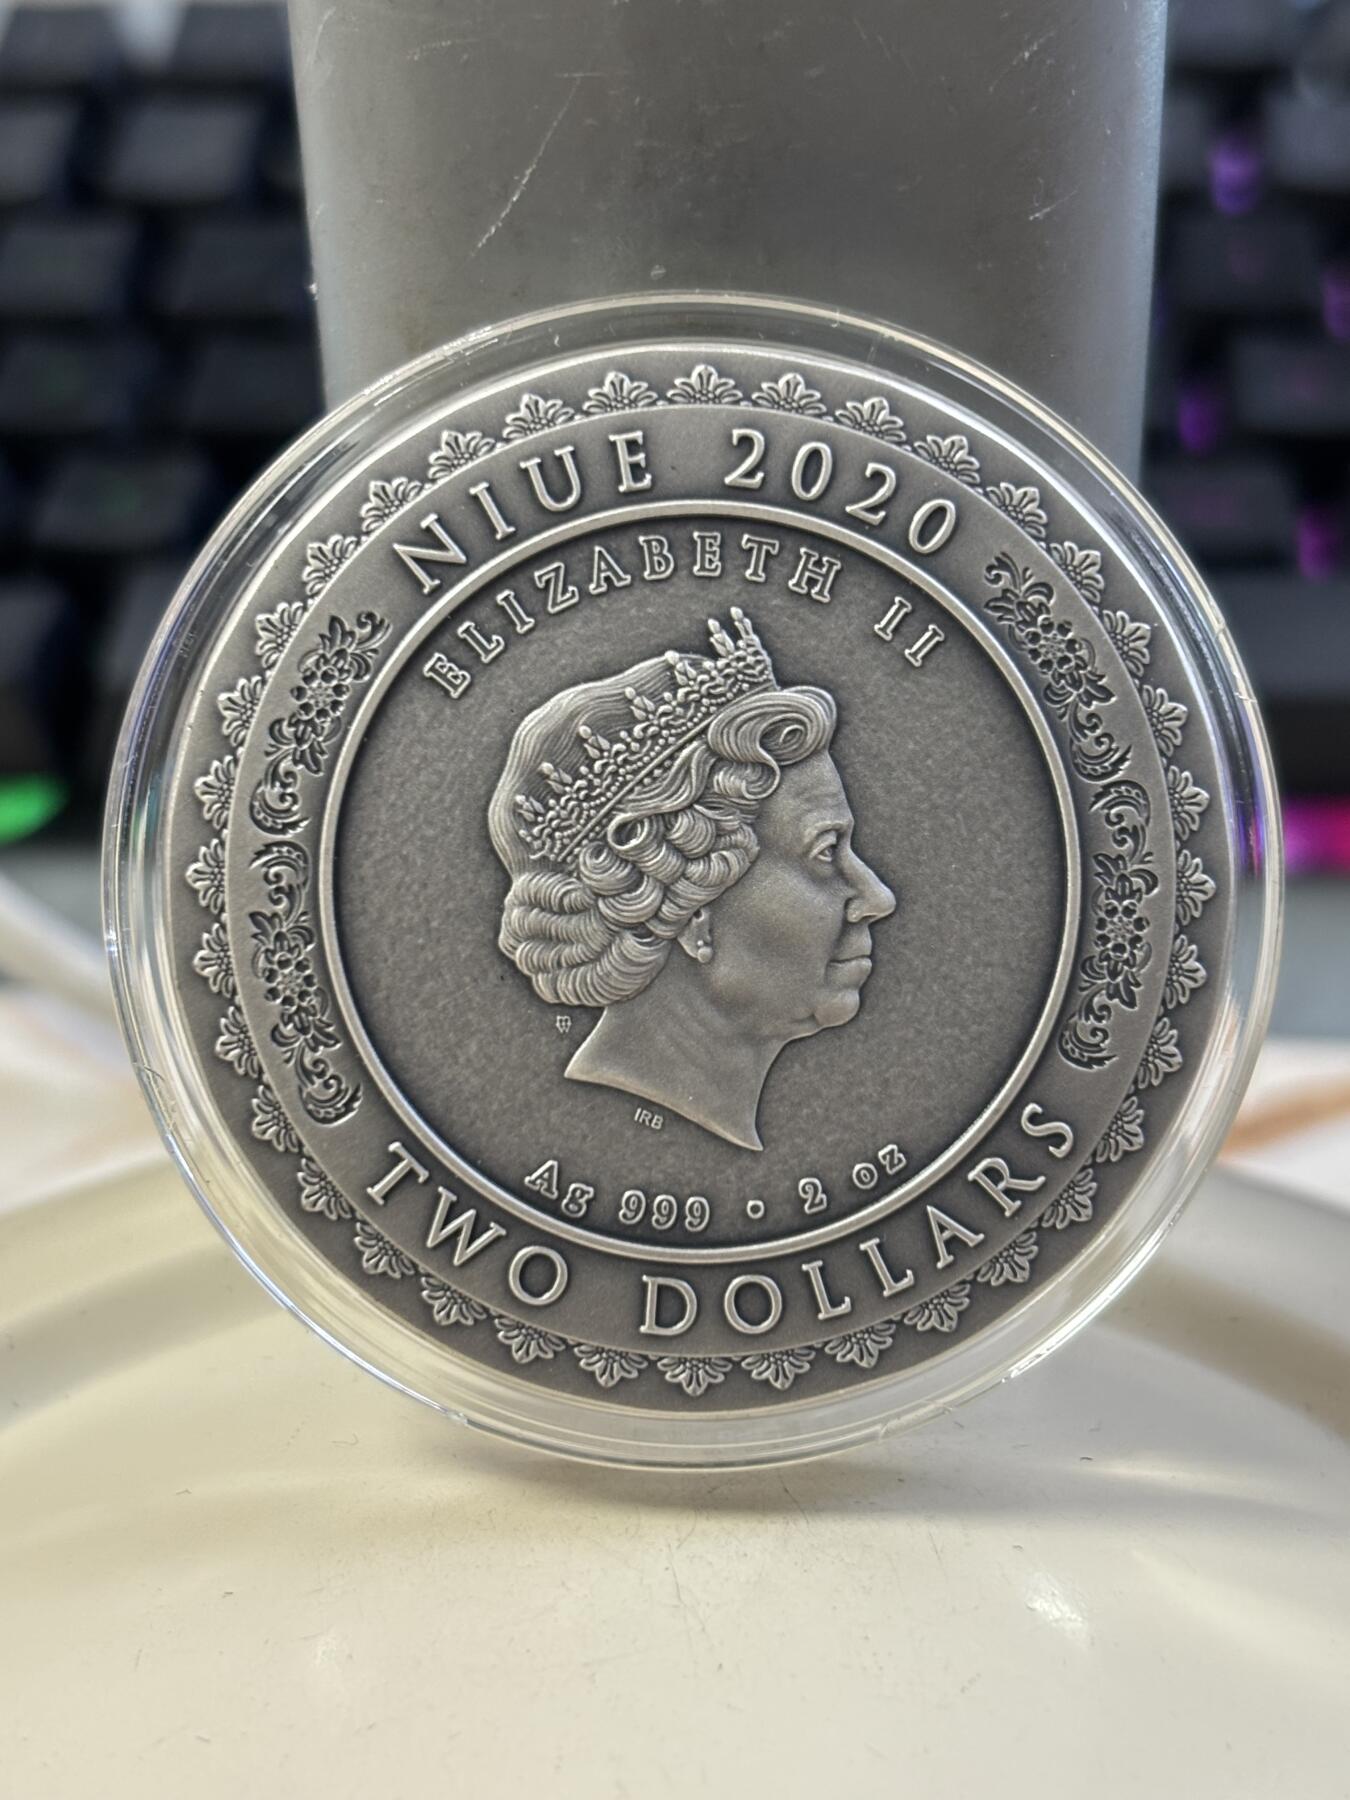 NIUE 2020
ELIZABETH II
IRB
Ag 999 • 2 oz
TWO DOLLARS